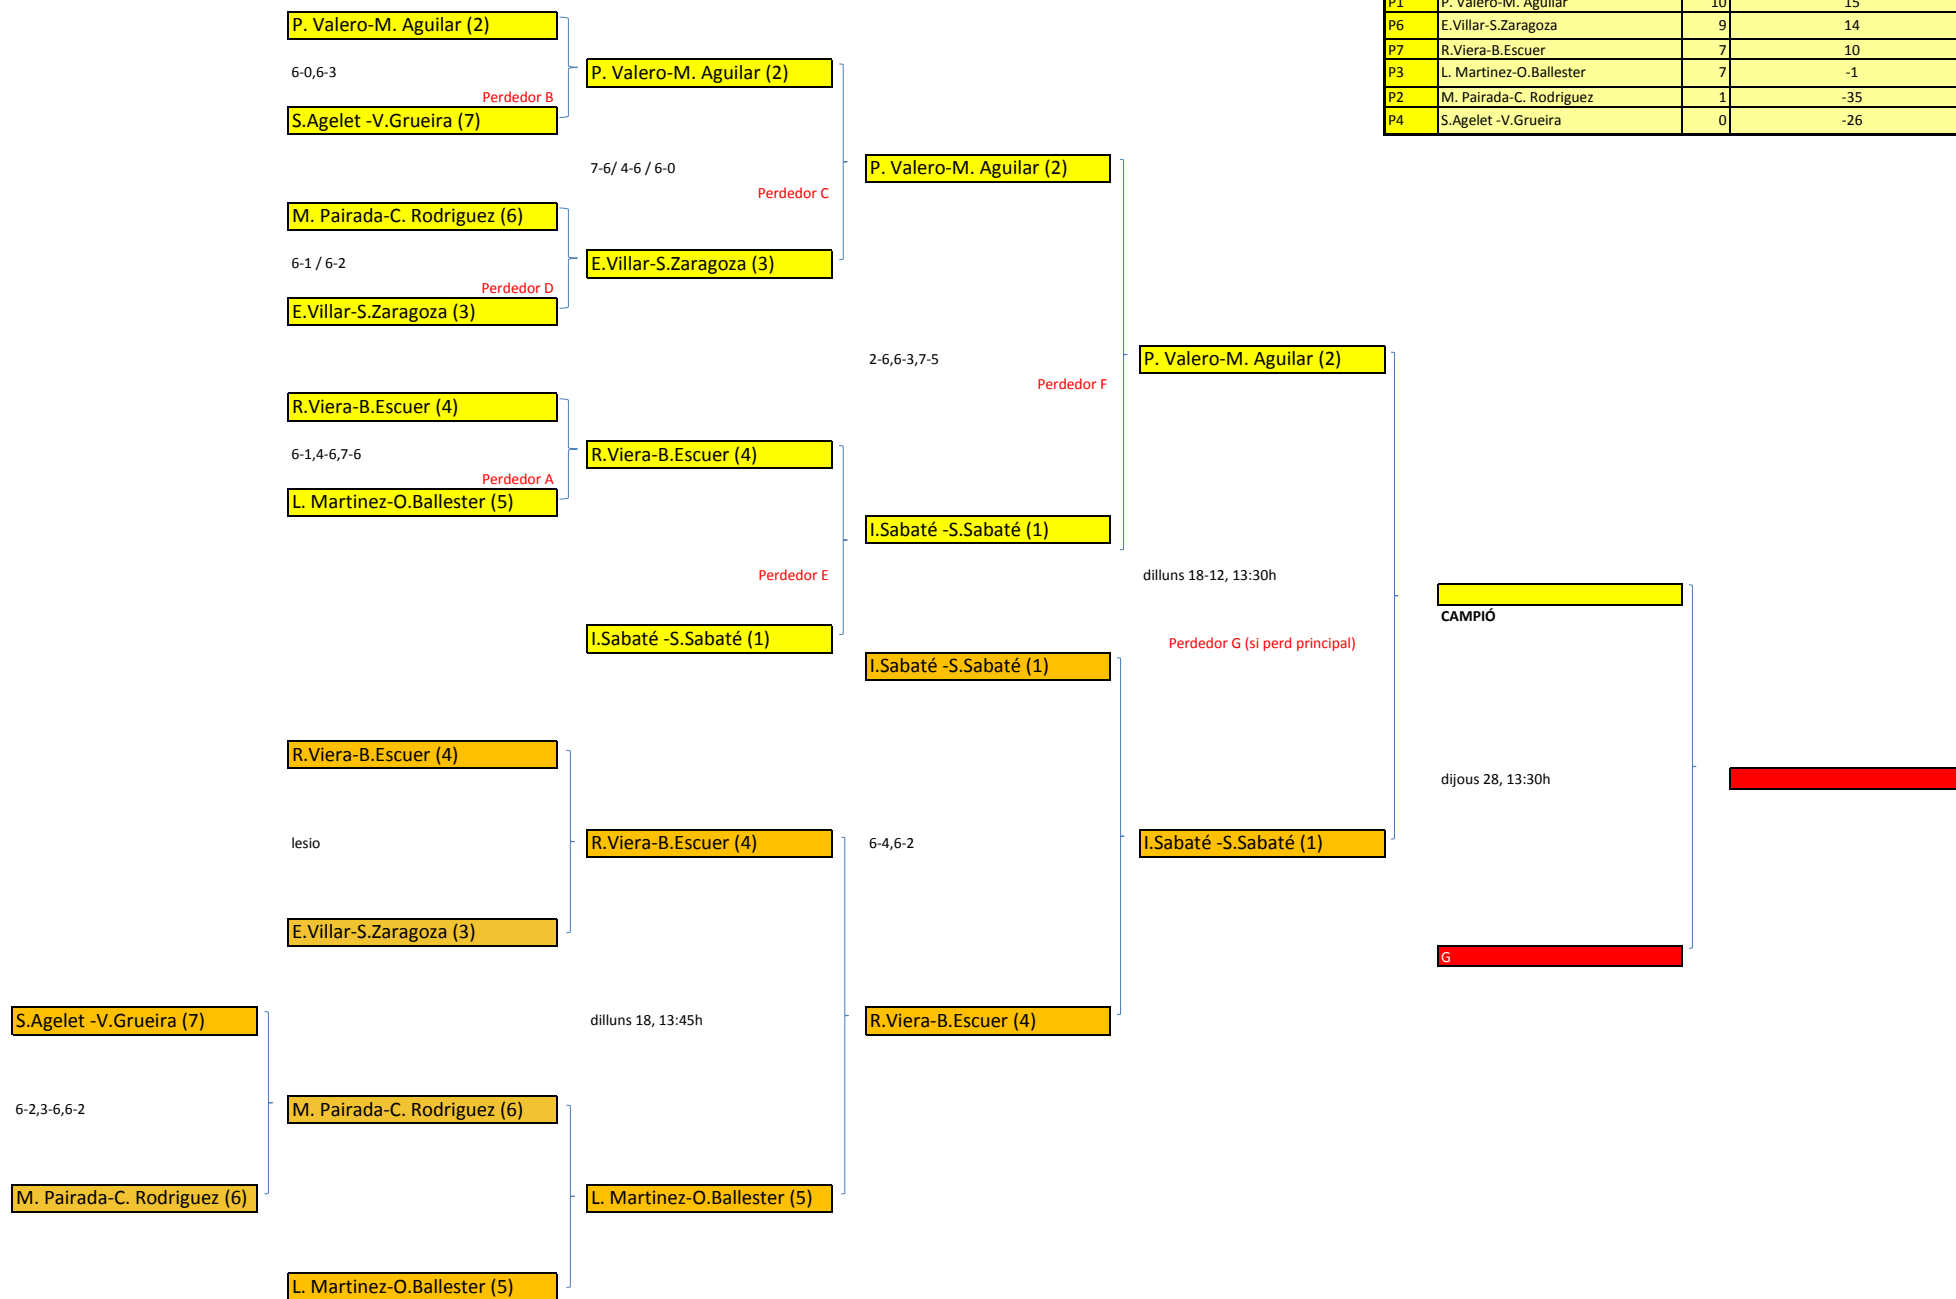 P1 P. Valero-M. Aguilar 10 15
P. Valero-M. Aguilar (2)
P6 E.Villar-S.Zaragoza 9 14
P7 R.Viera-B.Escuer 7 10
6-0,6-3
P. Valero-M. Aguilar (2)
P3 L. Martinez-O.Ballester 7 -1
Perdedor B
P2 M. Pairada-C. Rodriguez 1 -35
S.Agelet -V.Grueira (7)
P4 S.Agelet -V.Grueira 0 -26
7-6/ 4-6 / 6-0
P. Valero-M. Aguilar (2)
Perdedor C
M. Pairada-C. Rodriguez (6)
6-1 / 6-2
E.Villar-S.Zaragoza (3)
Perdedor D
E.Villar-S.Zaragoza (3)
2-6,6-3,7-5
P. Valero-M. Aguilar (2)
Perdedor F
R.Viera-B.Escuer (4)
6-1,4-6,7-6
R.Viera-B.Escuer (4)
Perdedor A
L. Martinez-O.Ballester (5)
I.Sabaté -S.Sabaté (1)
Perdedor E
dilluns 18-12, 13:30h
CAMPIÓ
I.Sabaté -S.Sabaté (1)
Perdedor G (si perd principal)
I.Sabaté -S.Sabaté (1)
R.Viera-B.Escuer (4)
dijous 28, 13:30h
lesio
R.Viera-B.Escuer (4)
6-4,6-2
I.Sabaté -S.Sabaté (1)
E.Villar-S.Zaragoza (3)
G
S.Agelet -V.Grueira (7)
dilluns 18, 13:45h
R.Viera-B.Escuer (4)
6-2,3-6,6-2
M. Pairada-C. Rodriguez (6)
M. Pairada-C. Rodriguez (6)
L. Martinez-O.Ballester (5)
L. Martinez-O.Ballester (5)